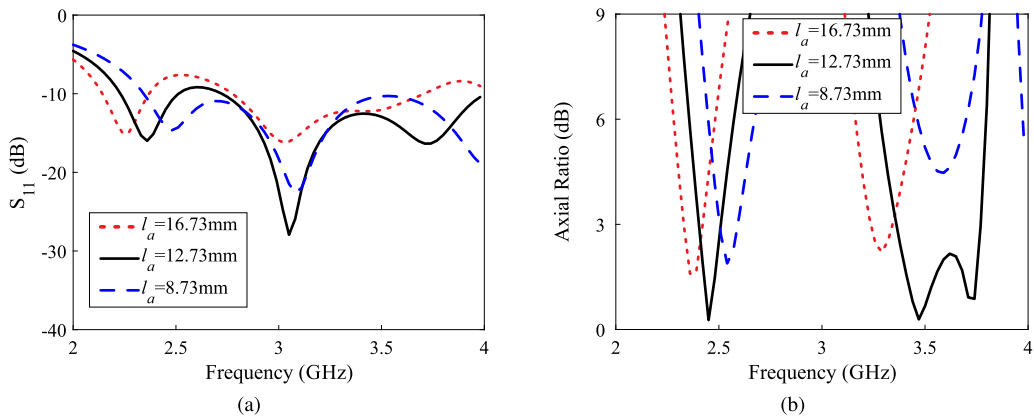 0
-10
-20
-30
-40
S11 (dB)
la=16.73mm
la=12.73mm
la=8.73mm
2
2.5
3
3.5
4
Frequency (GHz)
(a)
9
6
3
0
Axial Ratio (dB)
la=16.73mm
la=12.73mm
la=8.73mm
2
2.5
3
3.5
4
Frequency (GHz)
(b)